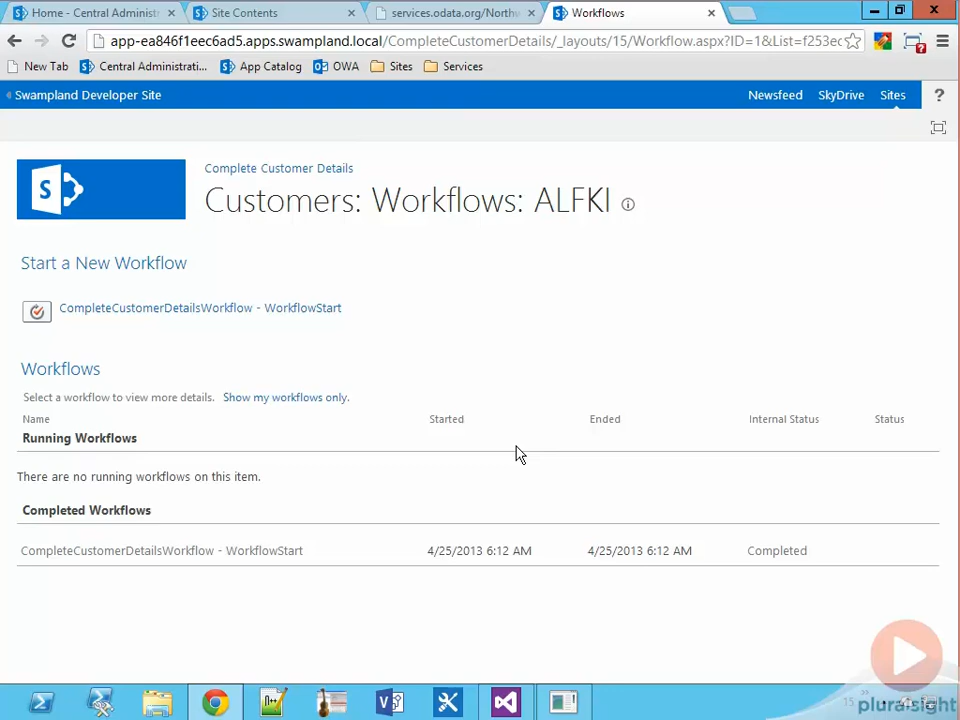 Home - Central Administ
Site Contents
services.odata.org/Northw
Workflows
app-ea846f1eec6ad5.apps.swampland.local/CompleteCustomerDetails/_layouts/15/Workflow.aspx?ID=1&List=f253ec
New Tab
Central Administrati...
App Catalog
OWA
Sites
Services
Swampland Developer Site
Newsfeed
SkyDrive
Sites
?
Complete Customer Details
Customers: Workflows: ALFKI
Start a New Workflow
CompleteCustomerDetailsWorkflow - WorkflowStart
Workflows
Select a workflow to view more details. Show my workflows only.
Name Started Ended Internal Status Status
Running Workflows
There are no running workflows on this item.
Completed Workflows
CompleteCustomerDetailsWorkflow - WorkflowStart 4/25/2013 6:12 AM 4/25/2013 6:12 AM Completed
pluralsight